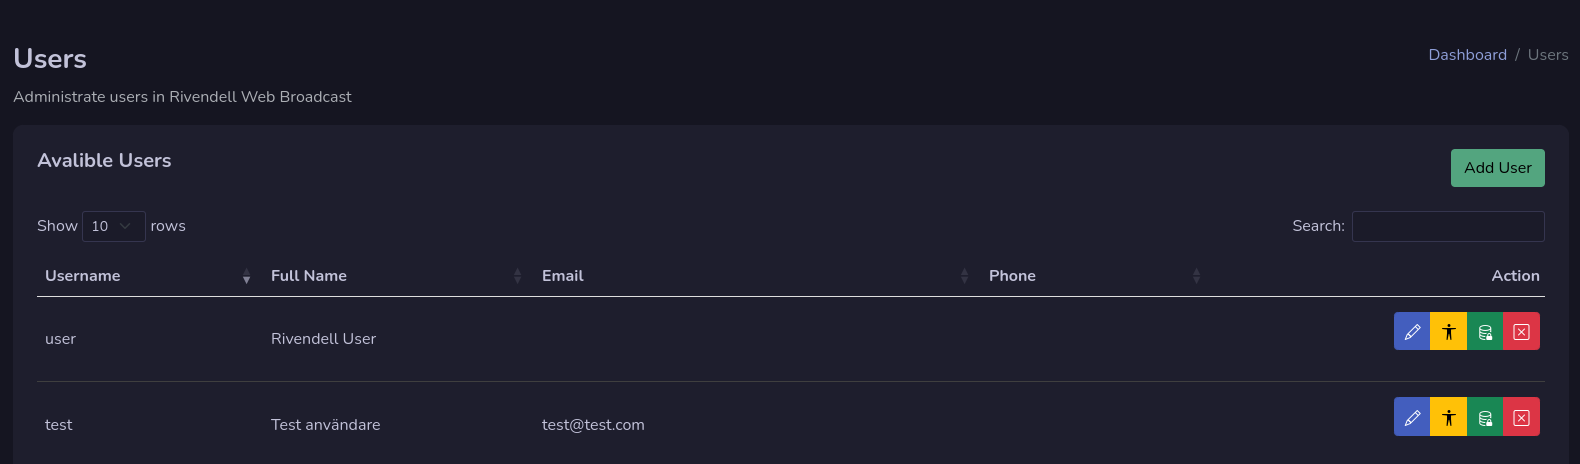 Users
Dashboard / Users
Administrate users in Rivendell Web Broadcast
Avalible Users
Add User
Show 10 rows
Search:
Username Full Name Email Phone Action
user Rivendell User
test Test användare test@test.com